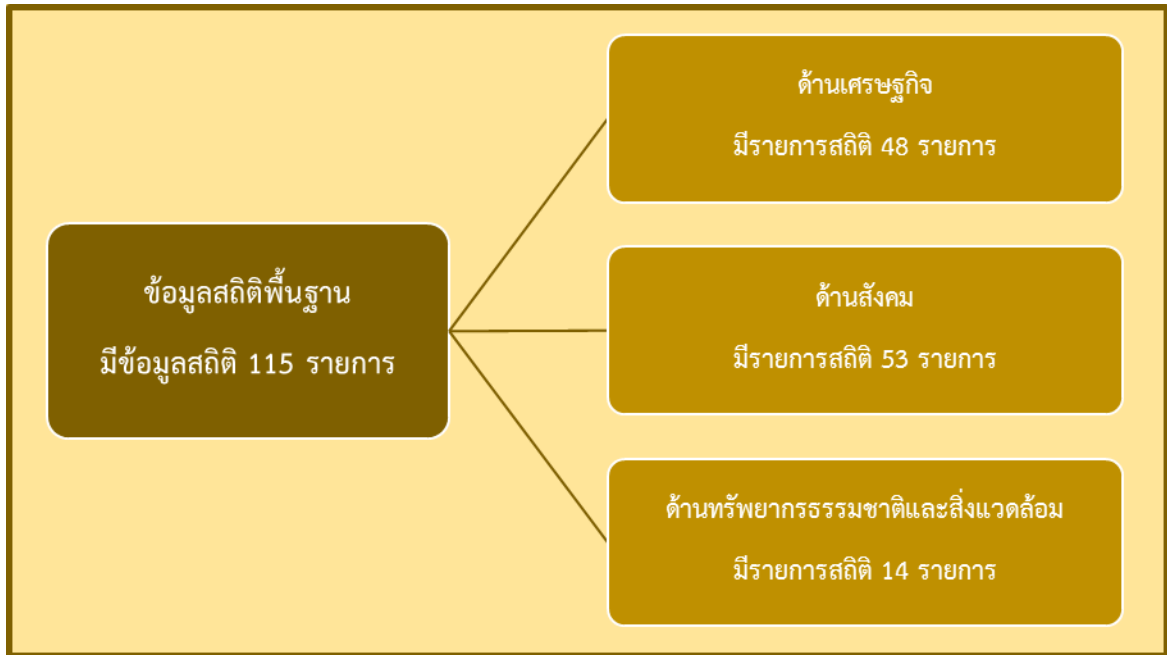 ข้อมูลสถิติพื้นฐาน
มีข้อมูลสถิติ 115 รายการ
ด้านเศรษฐกิจ
มีรายการสถิติ 48 รายการ
ด้านสังคม
มีรายการสถิติ 53 รายการ
ด้านทรัพยากรธรรมชาติและสิ่งแวดล้อม
มีรายการสถิติ 14 รายการ